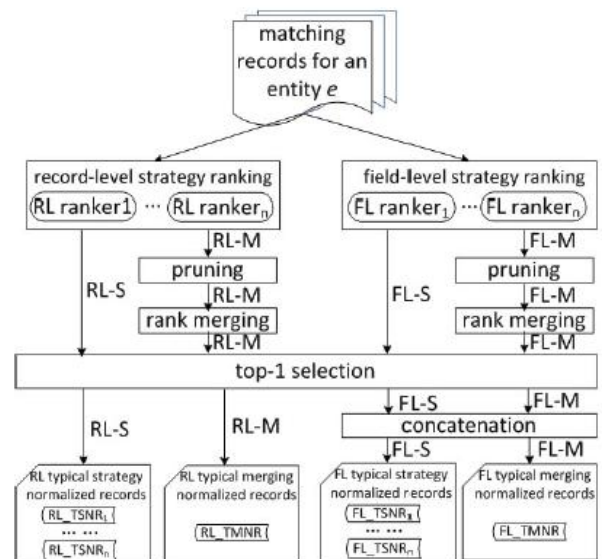 matching
records for an
entity e
record-level strategy ranking
RL ranker1 ... RL rankern
field-level strategy ranking
FL ranker1 ... FL rankern
RL-M
FL-M
pruning
pruning
RL-S
RL-M
FL-S
FL-M
rank merging
rank merging
RL-M
FL-M
top-1 selection
RL-S
RL-M
FL-S
FL-M
concatenation
FL-S
FL-M
RL typical strategy
normalized records
RL_TSNR1
... ...
RL_TSNRn
RL typical merging
normalized records
RL_TMNR
FL typical strategy
normalized records
FL_TSNR1
... ...
FL_TSNRn
FL typical merging
normalized records
FL_TMNR